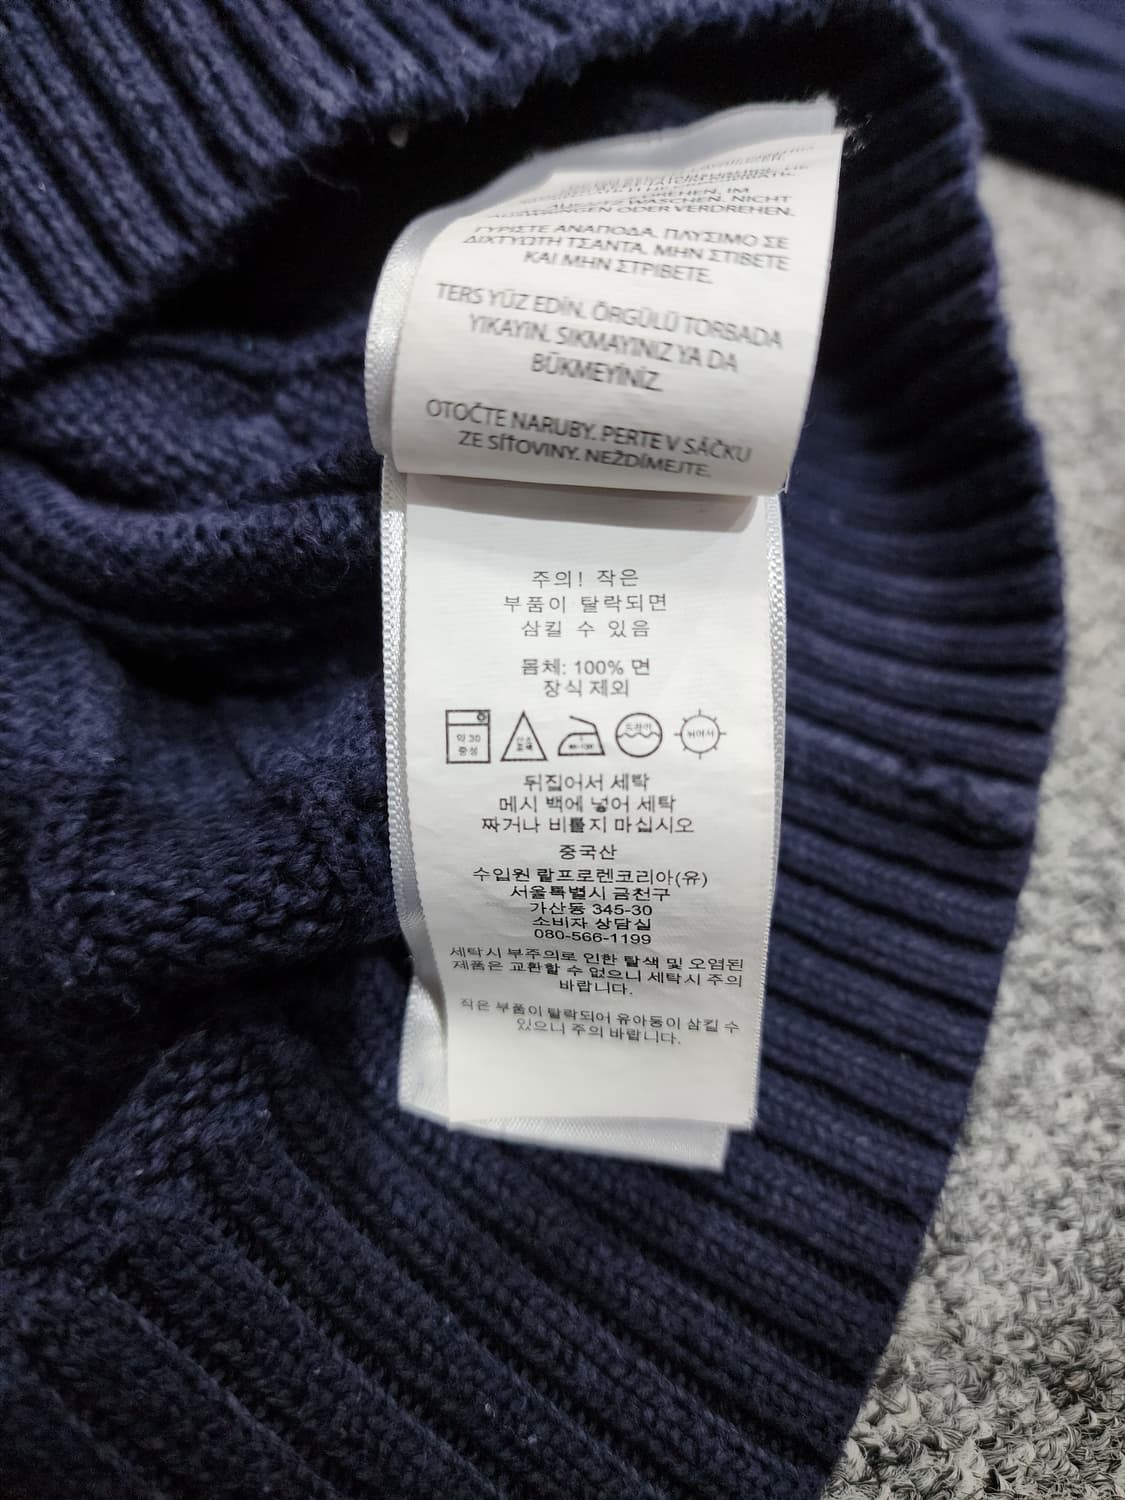 DREHEN, IM
WASCHEN. NICHT
AUSWRINGEN ODER VERDREHEN.
ΓΥΡΙΣΤΕ ΑΝΑΠΟΔΑ. ΠΛΥΣΙΜΟ ΣΕ
ΔΙΧΤΥΩΤΗ ΤΣΑΝΤΑ. ΜΗΝ ΣΤΙΒΕΤΕ
ΚΑΙ ΜΗΝ ΣΤΡΙΒΕΤΕ.
TERS YÜZ EDİN. ÖRGÜLÜ TORBADA
YIKAYIN. SIKMAYINIZ YA DA
BÜKMEYİNİZ.
OTOČTE NARUBY. PERTE V SÁČKU
ZE SÍŤOVINY. NEŽDÍMEJTE.
주의! 작은
부품이 탈락되면
삼킬 수 있음
몸체: 100% 면
장식 제외
약 30
중성
드라이
뉘어서
뒤집어서 세탁
메시 백에 넣어 세탁
짜거나 비틀지 마십시오
중국산
수입원 랄프로렌코리아(유)
서울특별시 금천구
가산동 345-30
소비자 상담실
080-566-1199
세탁시 부주의로 인한 탈색 및 오염된
제품은 교환할 수 없으니 세탁시 주의
바랍니다.
작은 부품이 탈락되어 유아동이 삼킬 수
있으니 주의 바랍니다.